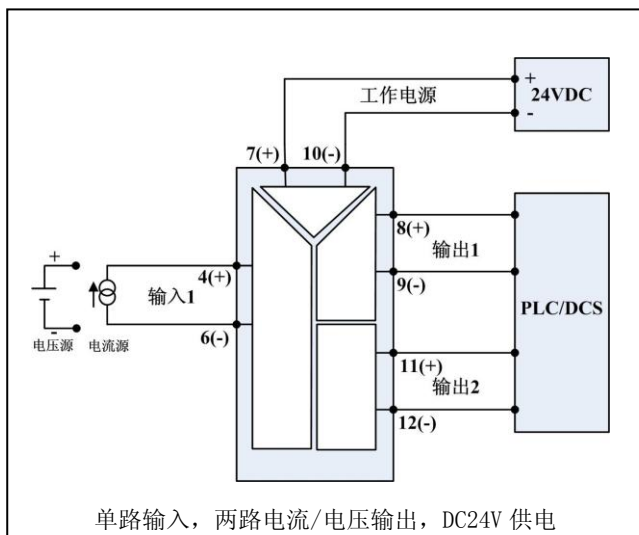 +
工作电源
24VDC
-
7(+)
10(-)
8(+)
输出1
9(-)
+
4(+)
输入1
6(-)
-
电压源
电流源
PLC/DCS
11(+)
输出2
12(-)
单路输入，两路电流/电压输出，DC24V 供电